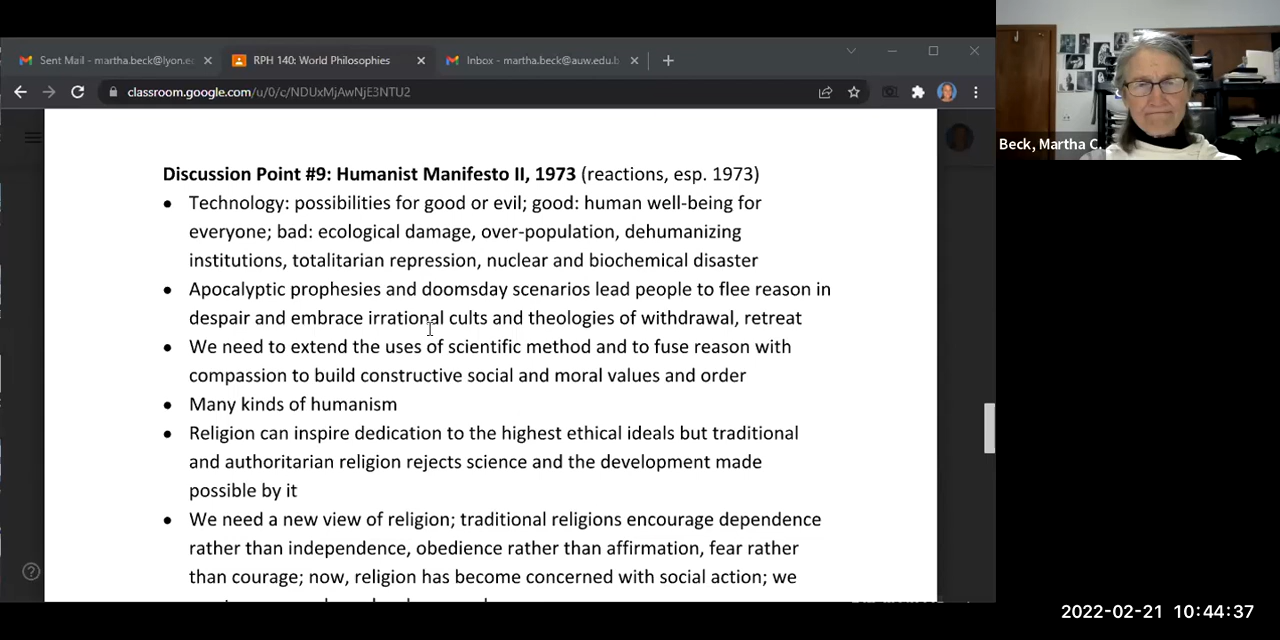 Sent Mail - martha.beck@lyon.e
RPH 140: World Philosophies
Inbox - martha.beck@auw.edu.b
classroom.google.com/u/0/c/NDUxMjAwNjE3NTU2
Beck, Martha C.
Discussion Point #9: Humanist Manifesto II, 1973 (reactions, esp. 1973)
• Technology: possibilities for good or evil; good: human well-being for
everyone; bad: ecological damage, over-population, dehumanizing
institutions, totalitarian repression, nuclear and biochemical disaster
• Apocalyptic prophesies and doomsday scenarios lead people to flee reason in
despair and embrace irrational cults and theologies of withdrawal, retreat
• We need to extend the uses of scientific method and to fuse reason with
compassion to build constructive social and moral values and order
• Many kinds of humanism
• Religion can inspire dedication to the highest ethical ideals but traditional
and authoritarian religion rejects science and the development made
possible by it
• We need a new view of religion; traditional religions encourage dependence
rather than independence, obedience rather than affirmation, fear rather
than courage; now, religion has become concerned with social action; we
2022-02-21 10:44:37